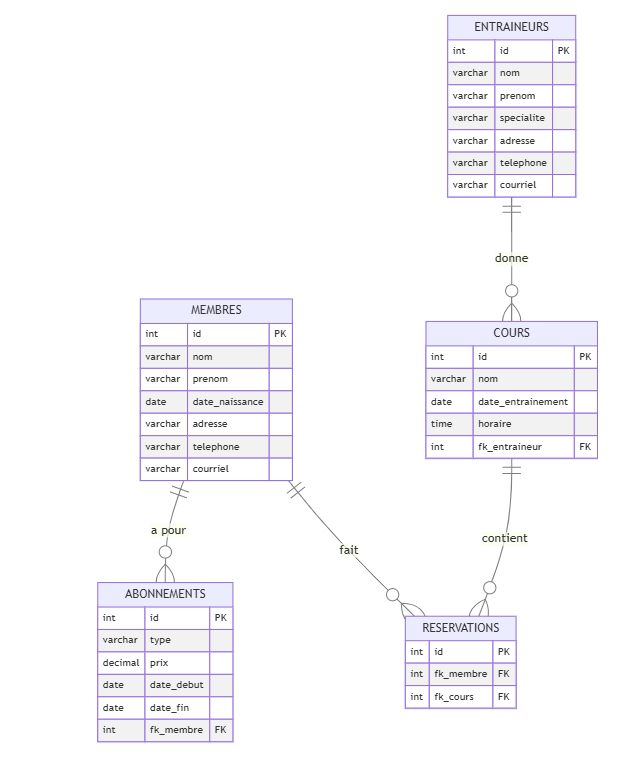 ENTRAINEURS
int id PK
varchar nom
varchar prenom
varchar specialite
varchar adresse
varchar telephone
varchar courriel
donne
MEMBRES
int id PK
varchar nom
varchar prenom
date date_naissance
varchar adresse
varchar telephone
varchar courriel
COURS
int id PK
varchar nom
date date_entrainement
time horaire
int fk_entraineur FK
a pour
fait
contient
ABONNEMENTS
int id PK
varchar type
decimal prix
date date_debut
date date_fin
int fk_membre FK
RESERVATIONS
int id PK
int fk_membre FK
int fk_cours FK